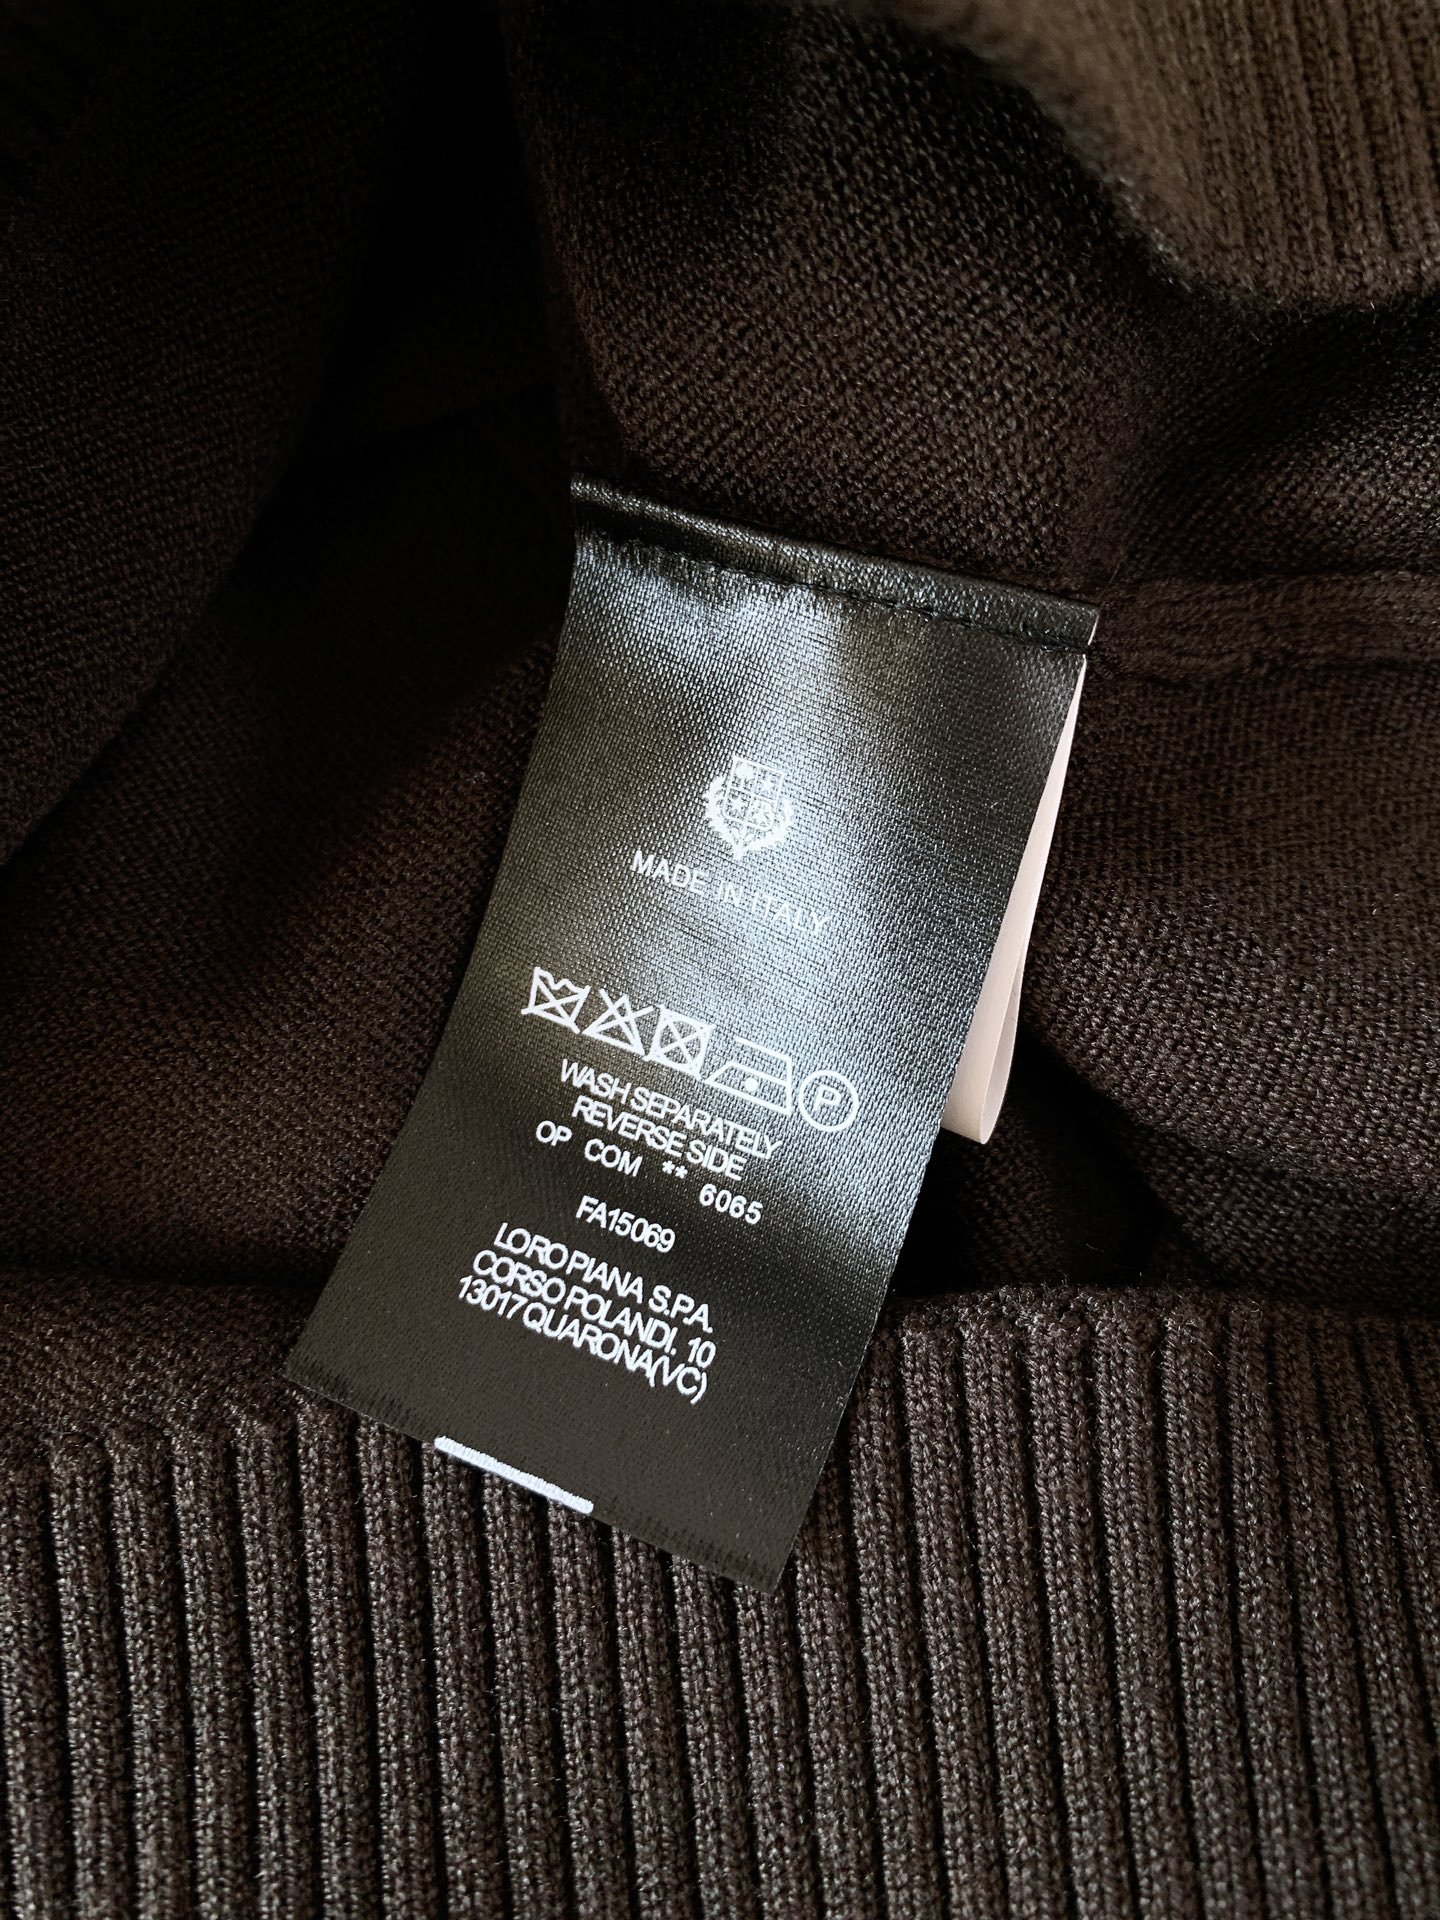 MADE IN ITALY
P
WASH SEPARATELY
REVERSE SIDE
OP COM ** 6065
FA15069
LORO PIANA S.P.A.
CORSO POLANDI. 10
13017 QUARONA(VC)